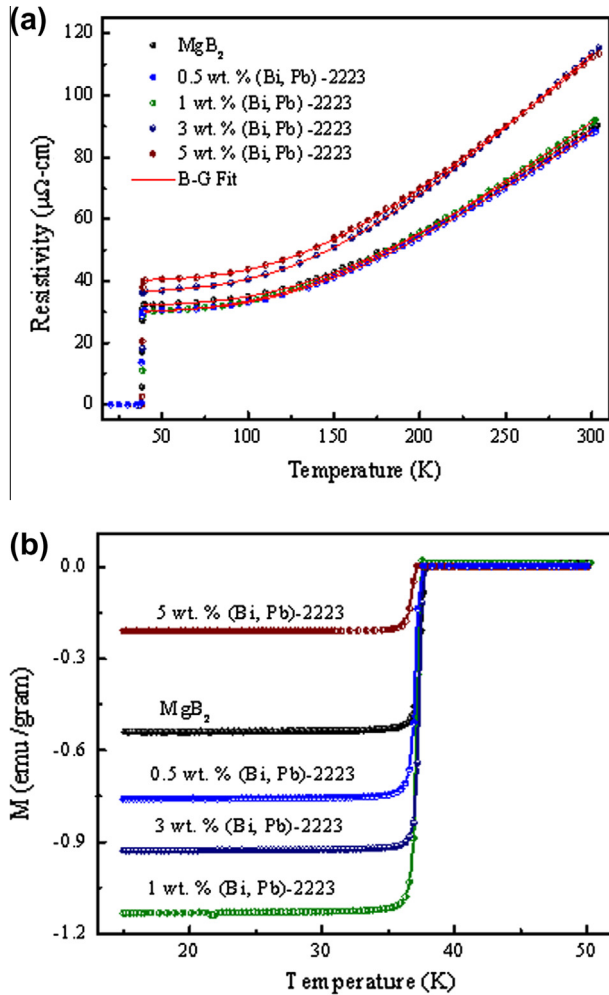 (a)
120
100
80
60
40
20
0
Resistivity (μΩ-cm)
MgB₂
0.5 wt. % (Bi, Pb) -2223
1 wt. % (Bi, Pb) -2223
3 wt. % (Bi, Pb) -2223
5 wt. % (Bi, Pb) -2223
B-G Fit
50 100 150 200 250 300
Temperature (K)
(b)
0.0
-0.3
-0.6
-0.9
-1.2
M (emu /gram)
5 wt. % (Bi, Pb)-2223
MgB₂
0.5 wt. % (Bi, Pb)-2223
3 wt. % (Bi, Pb)-2223
1 wt. % (Bi, Pb)-2223
20 30 40 50
Temperature (K)